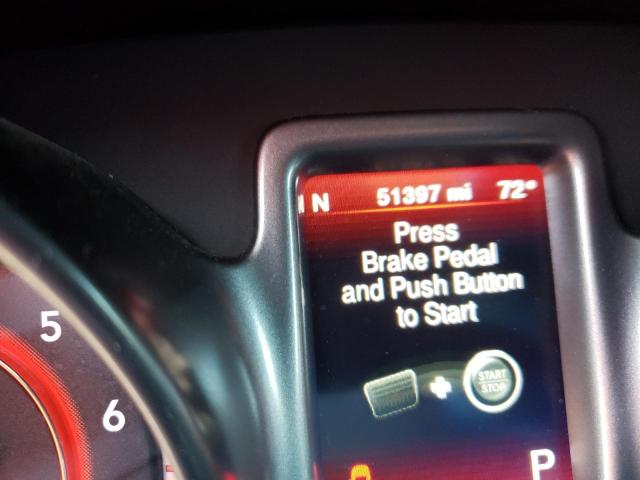 N 51397 mi 72°
Press
Brake Pedal
and Push Button
to Start
START
STOP
5
6
P